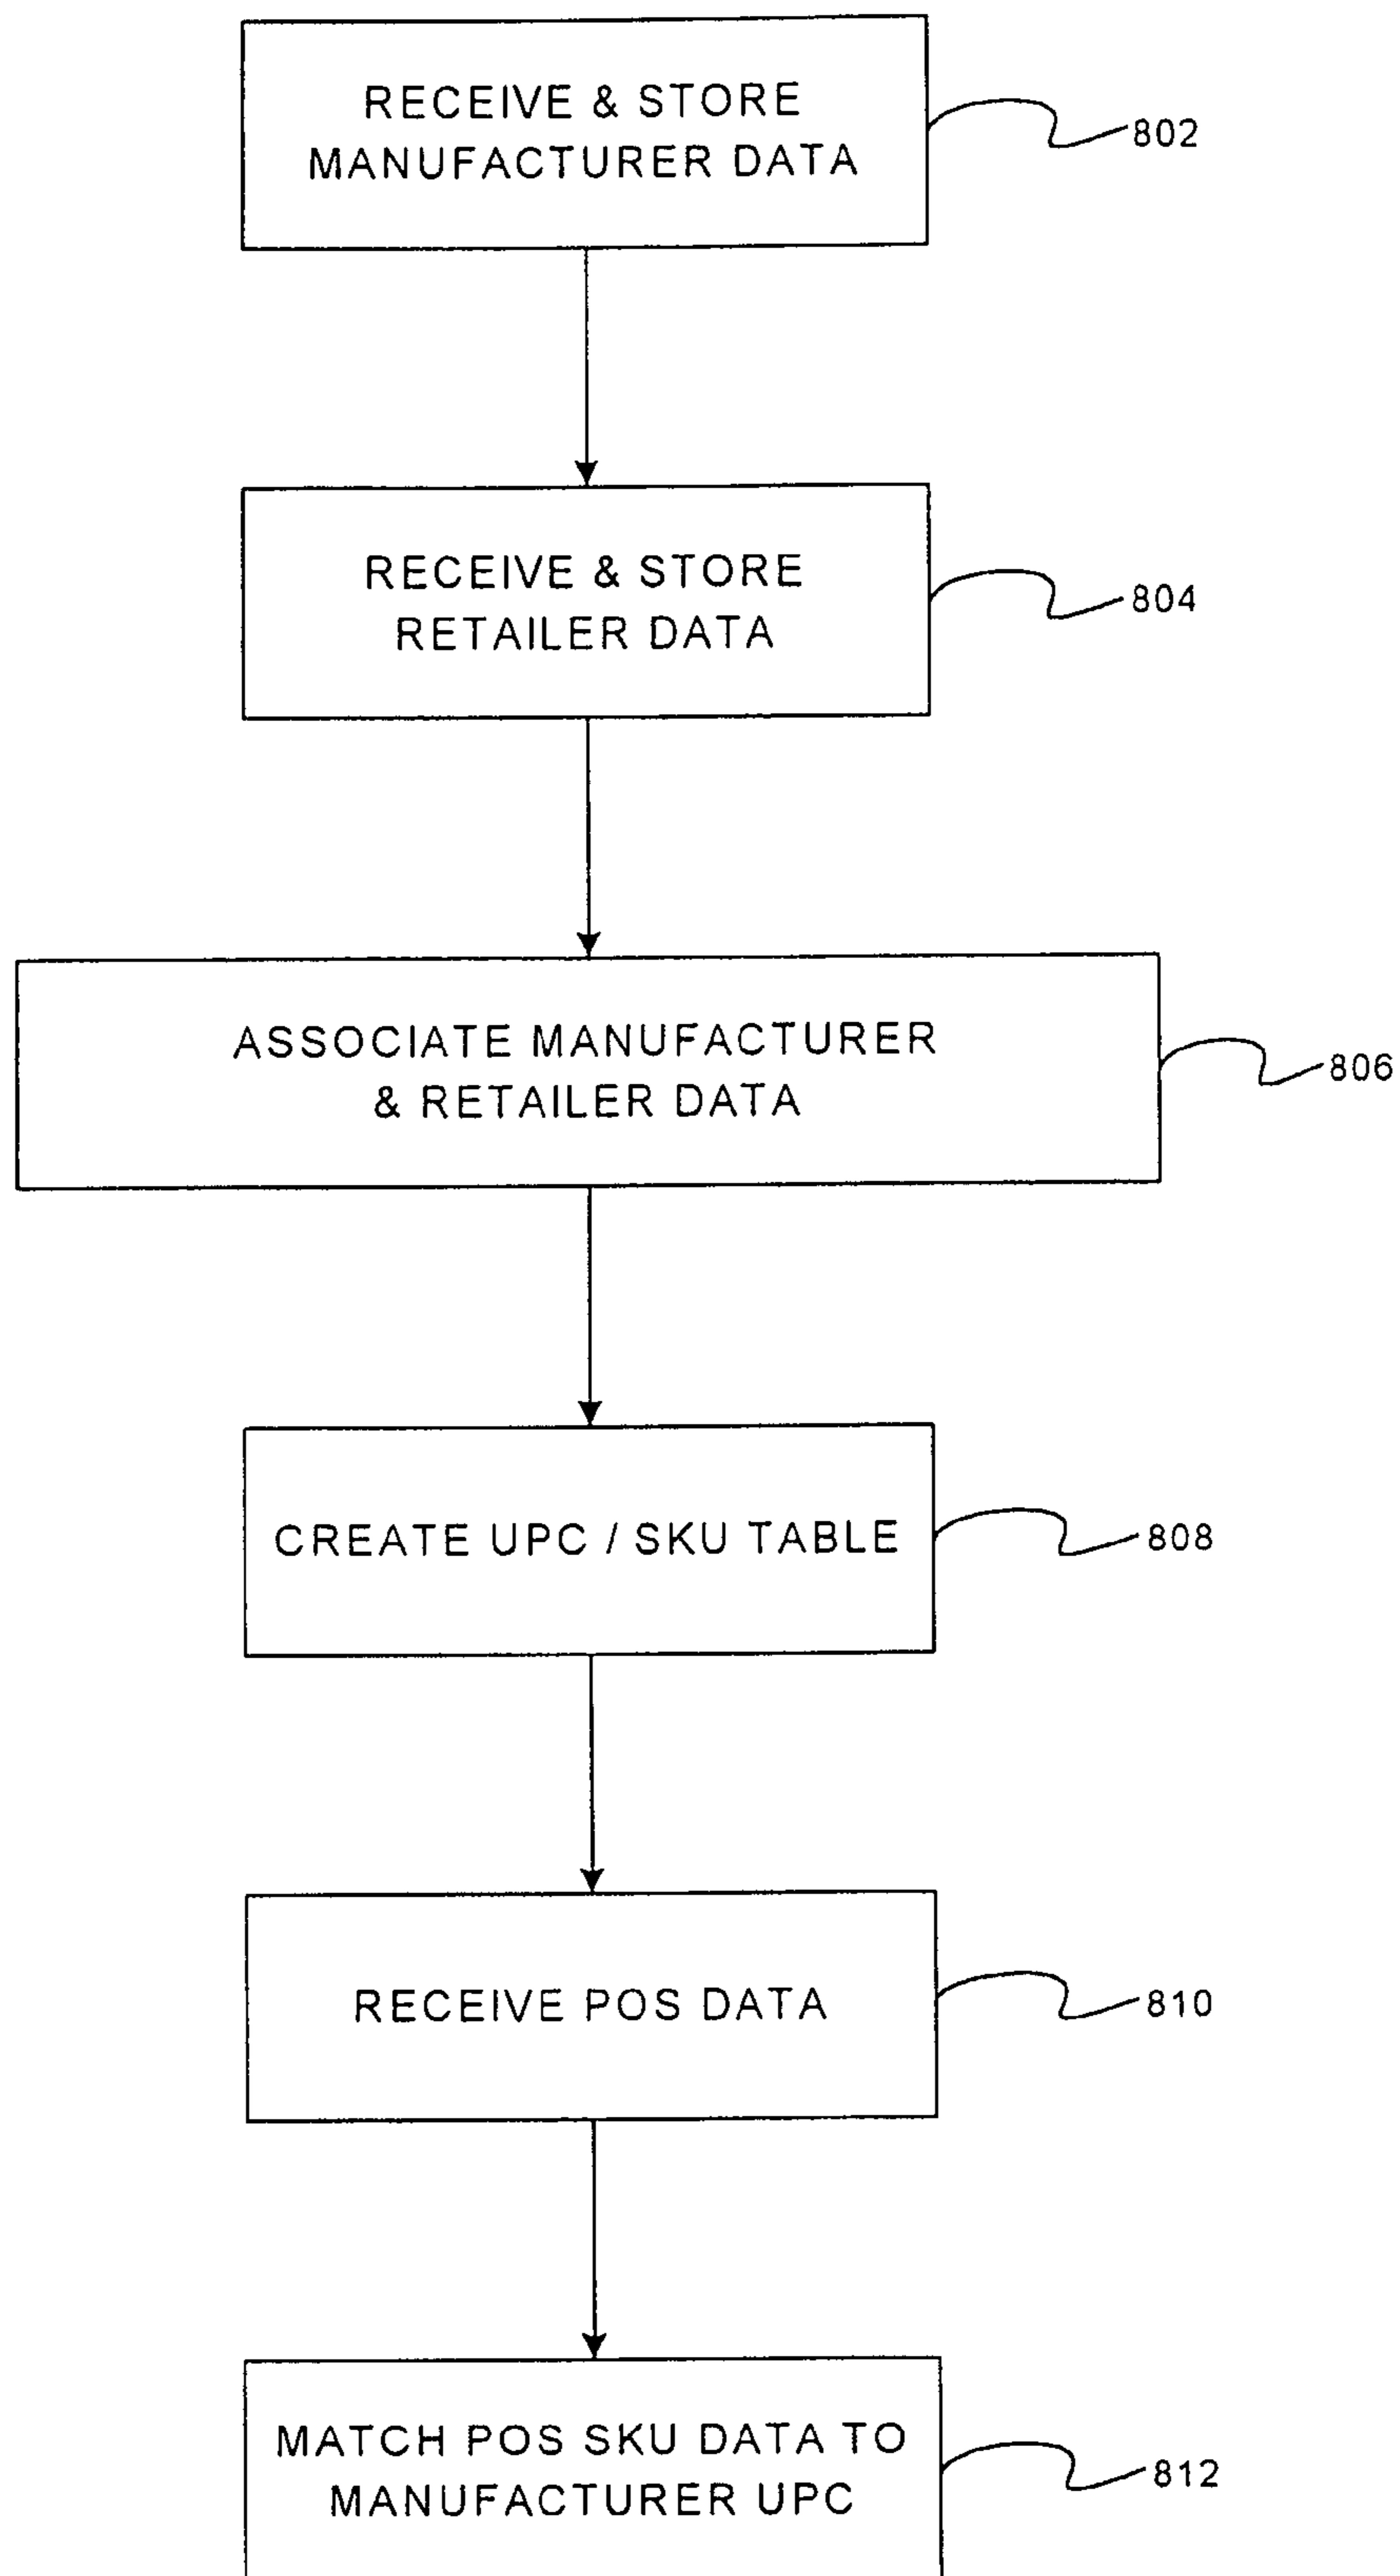 RECEIVE & STORE
MANUFACTURER DATA
802
RECEIVE & STORE
RETAILER DATA
804
ASSOCIATE MANUFACTURER
& RETAILER DATA
806
CREATE UPC / SKU TABLE
808
RECEIVE POS DATA
810
MATCH POS SKU DATA TO
MANUFACTURER UPC
812